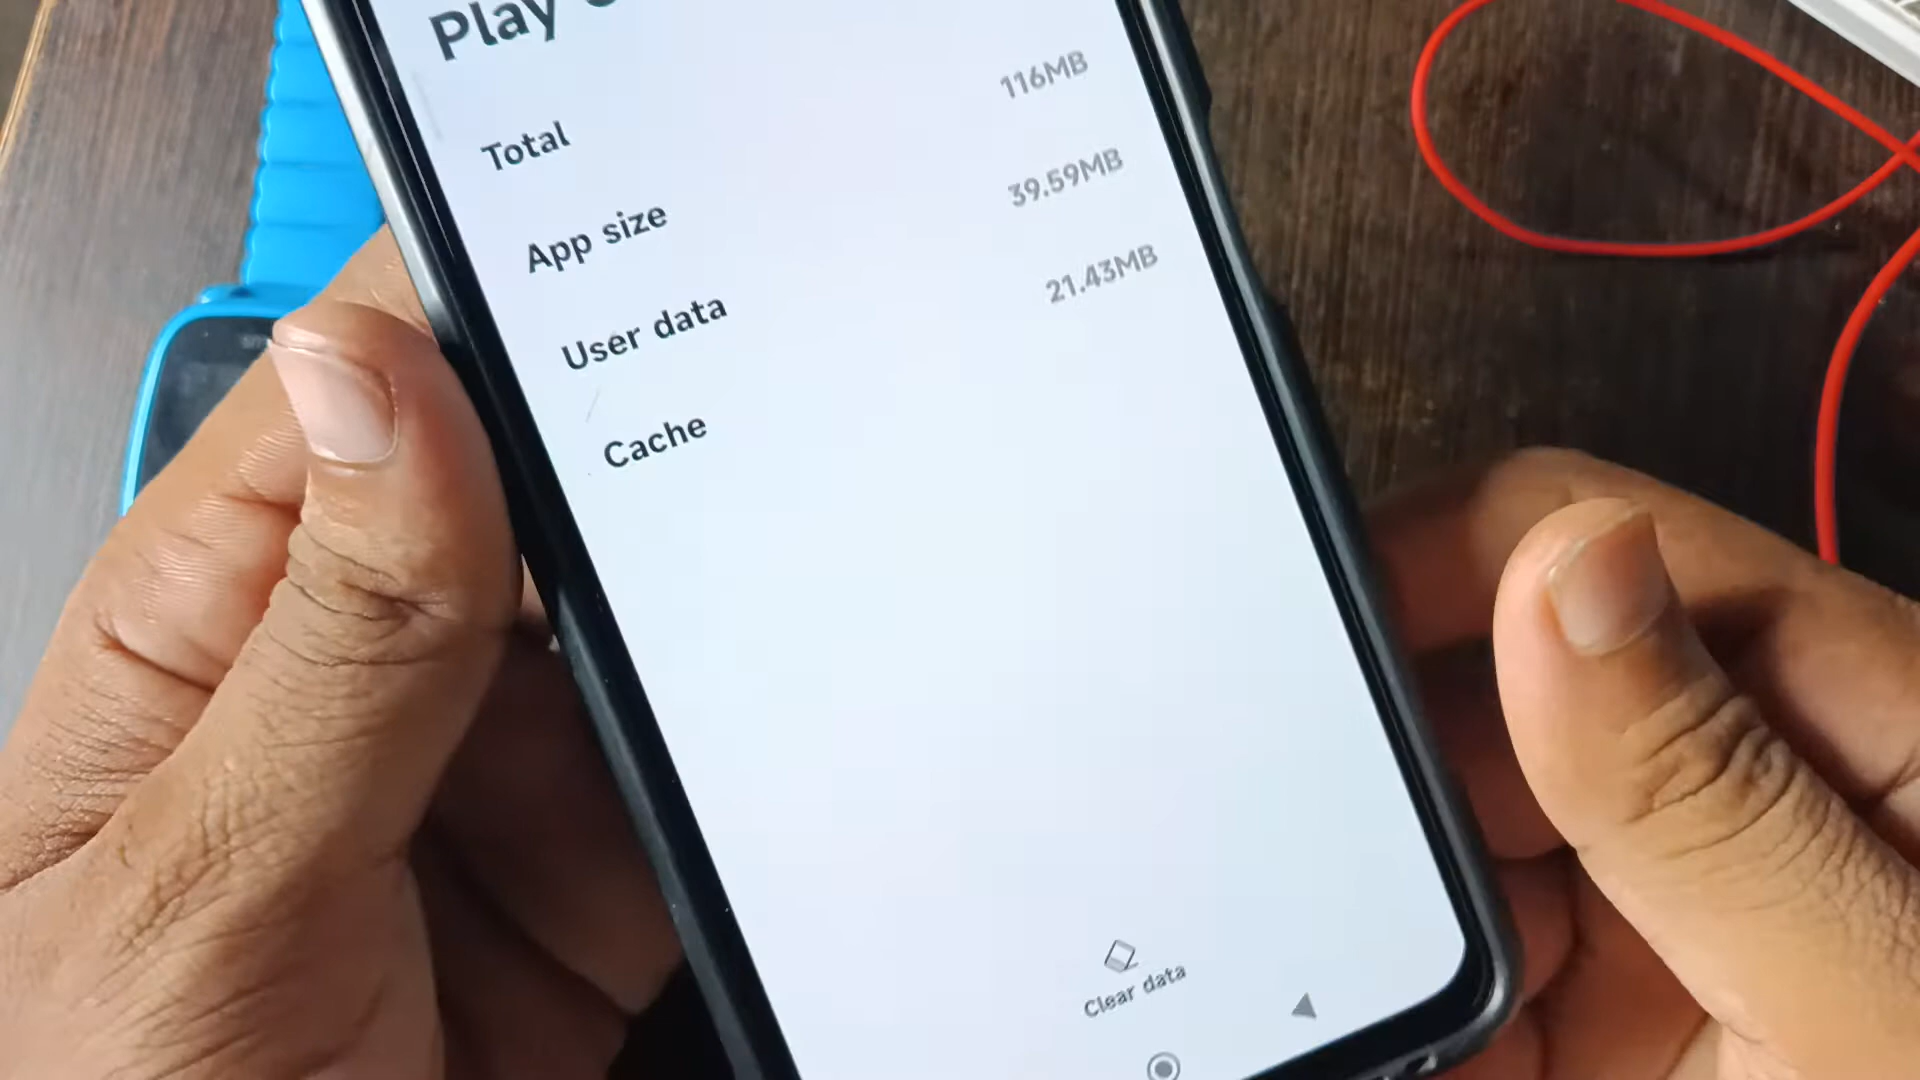 Play
Total
App size 116MB
User data 39.59MB
Cache 21.43MB
Clear data